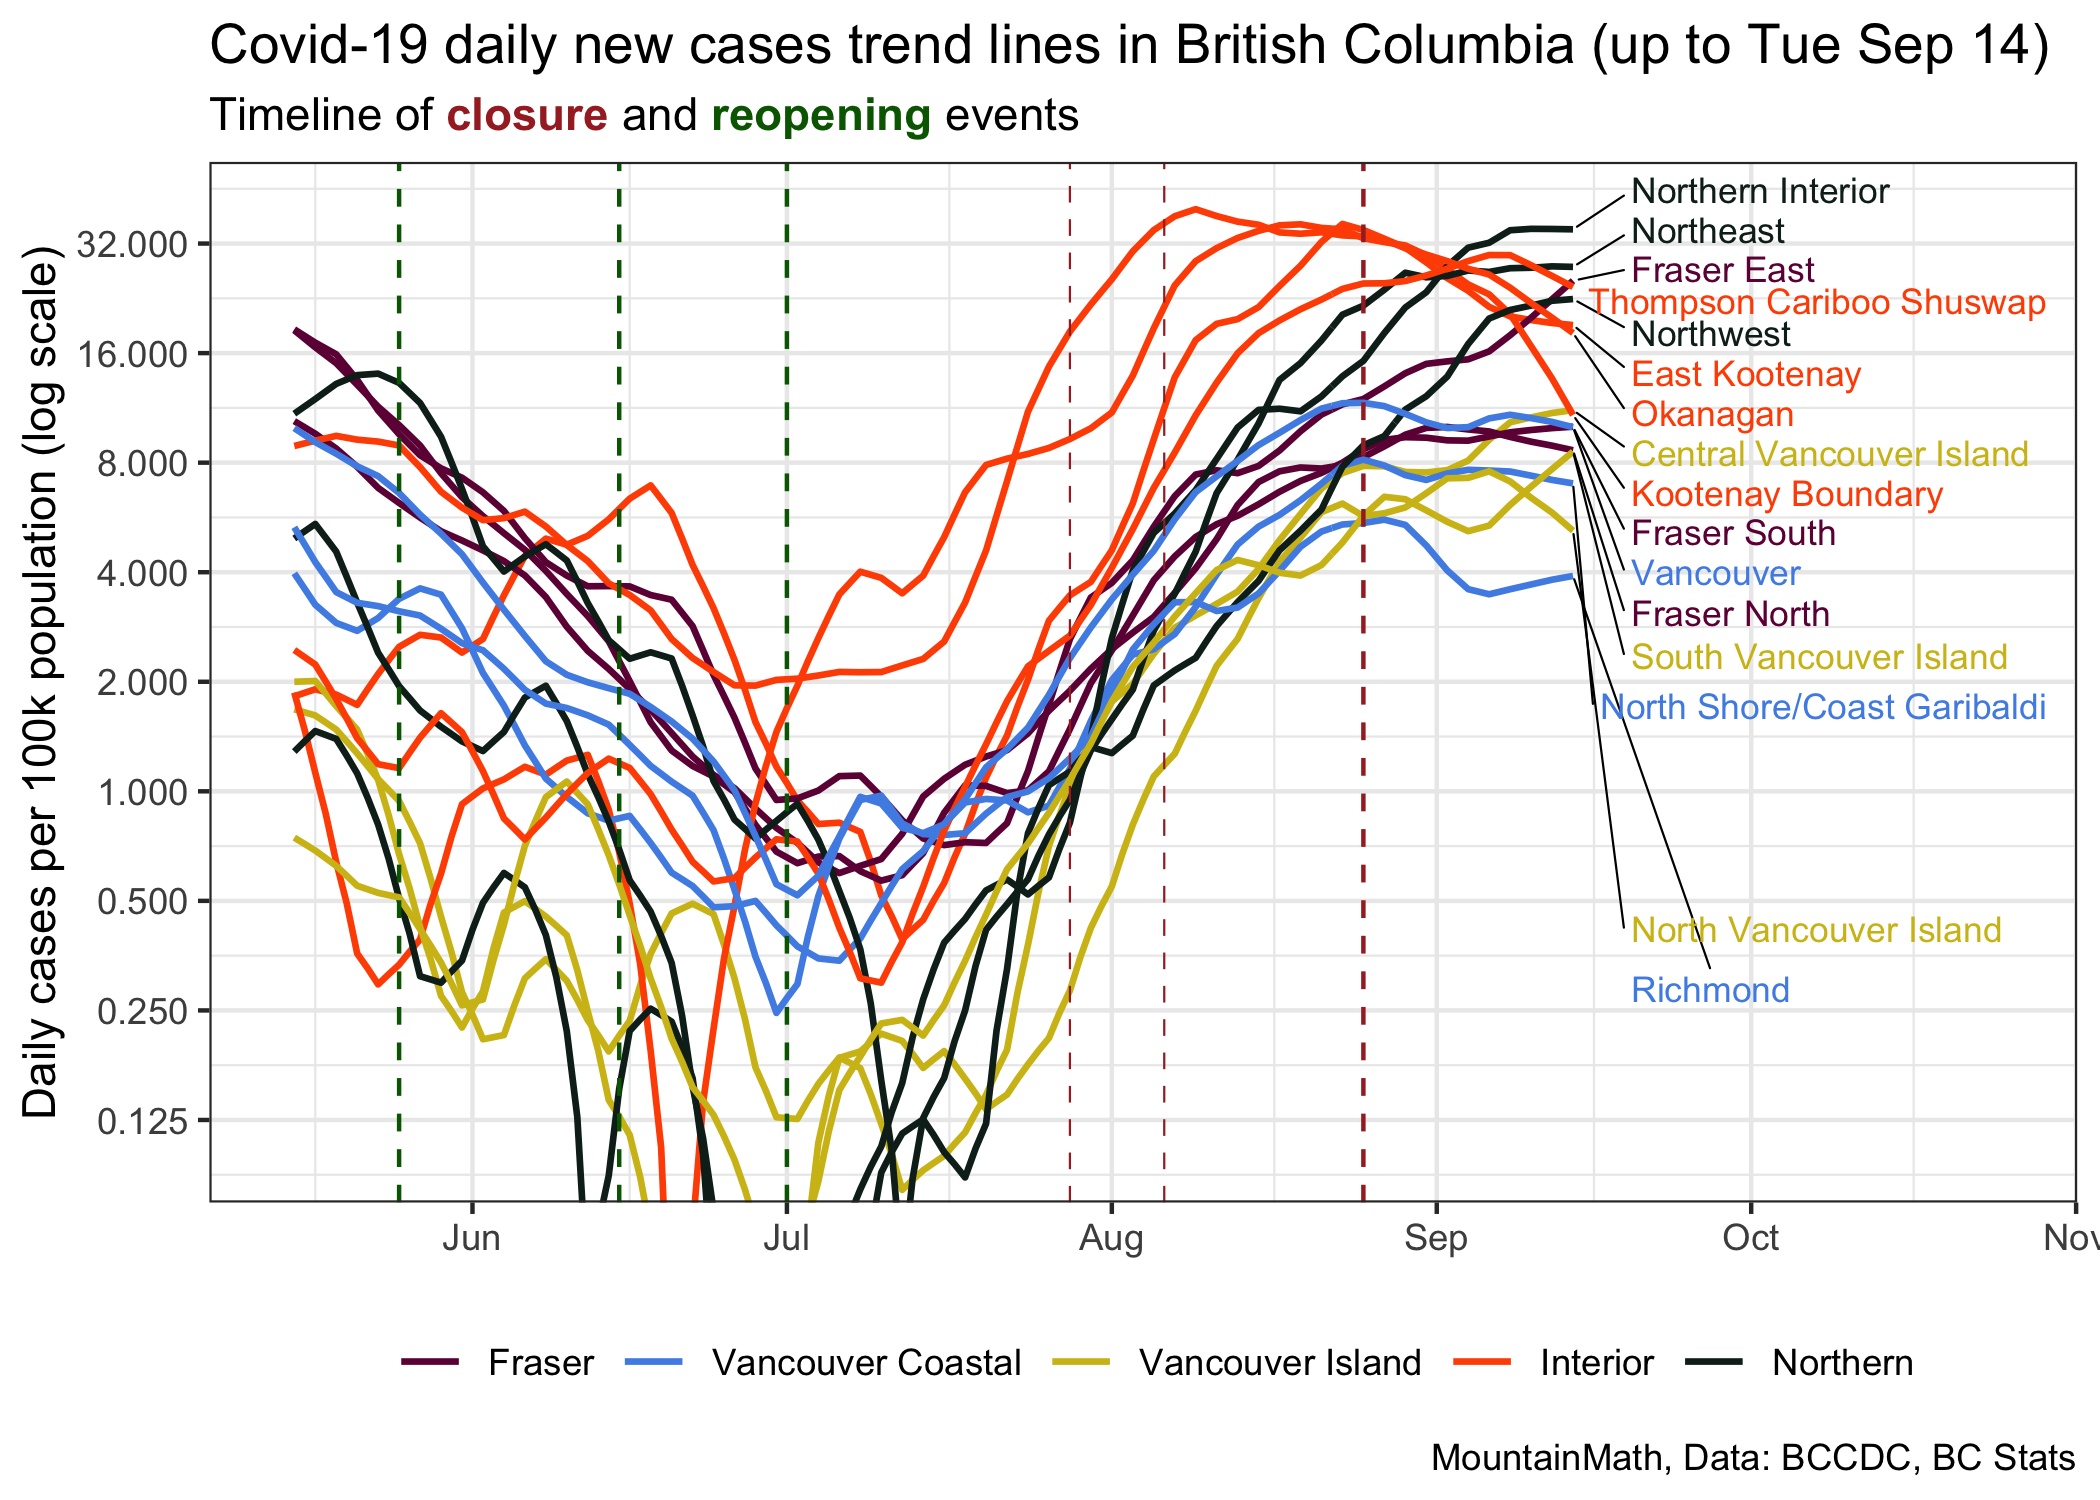 Covid-19 daily new cases trend lines in British Columbia (up to Tue Sep 14)
Timeline of closure and reopening events
Daily cases per 100k population (log scale)
32.000
16.000
8.000
4.000
2.000
1.000
0.500
0.250
0.125
Northern Interior
Northeast
Fraser East
Thompson Cariboo Shuswap
Northwest
East Kootenay
Okanagan
Central Vancouver Island
Kootenay Boundary
Fraser South
Vancouver
Fraser North
South Vancouver Island
North Shore/Coast Garibaldi
North Vancouver Island
Richmond
Jun Jul Aug Sep Oct Nov
Fraser Vancouver Coastal Vancouver Island Interior Northern
MountainMath, Data: BCCDC, BC Stats